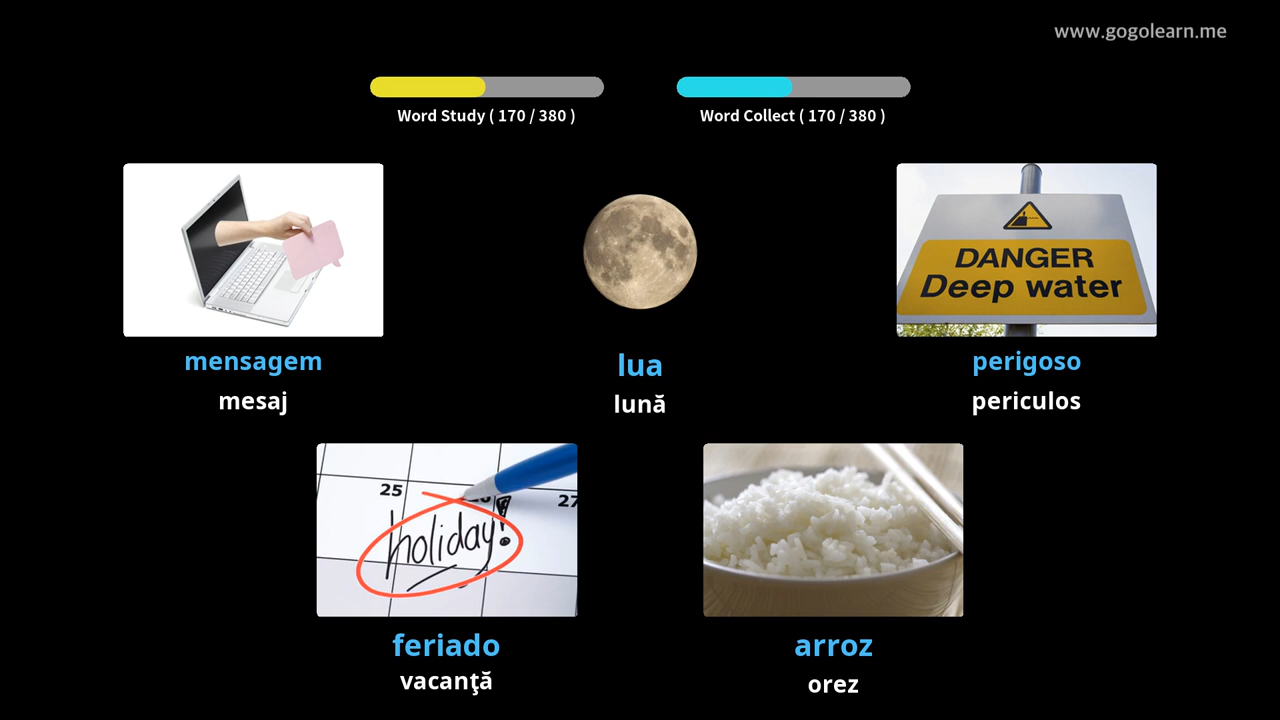 www.gogolearn.me
Word Study ( 170 / 380 )
Word Collect ( 170 / 380 )
DANGER
Deep water
mensagem
mesaj
lua
lună
perigoso
periculos
25
27
holiday!
feriado
vacanţă
arroz
orez